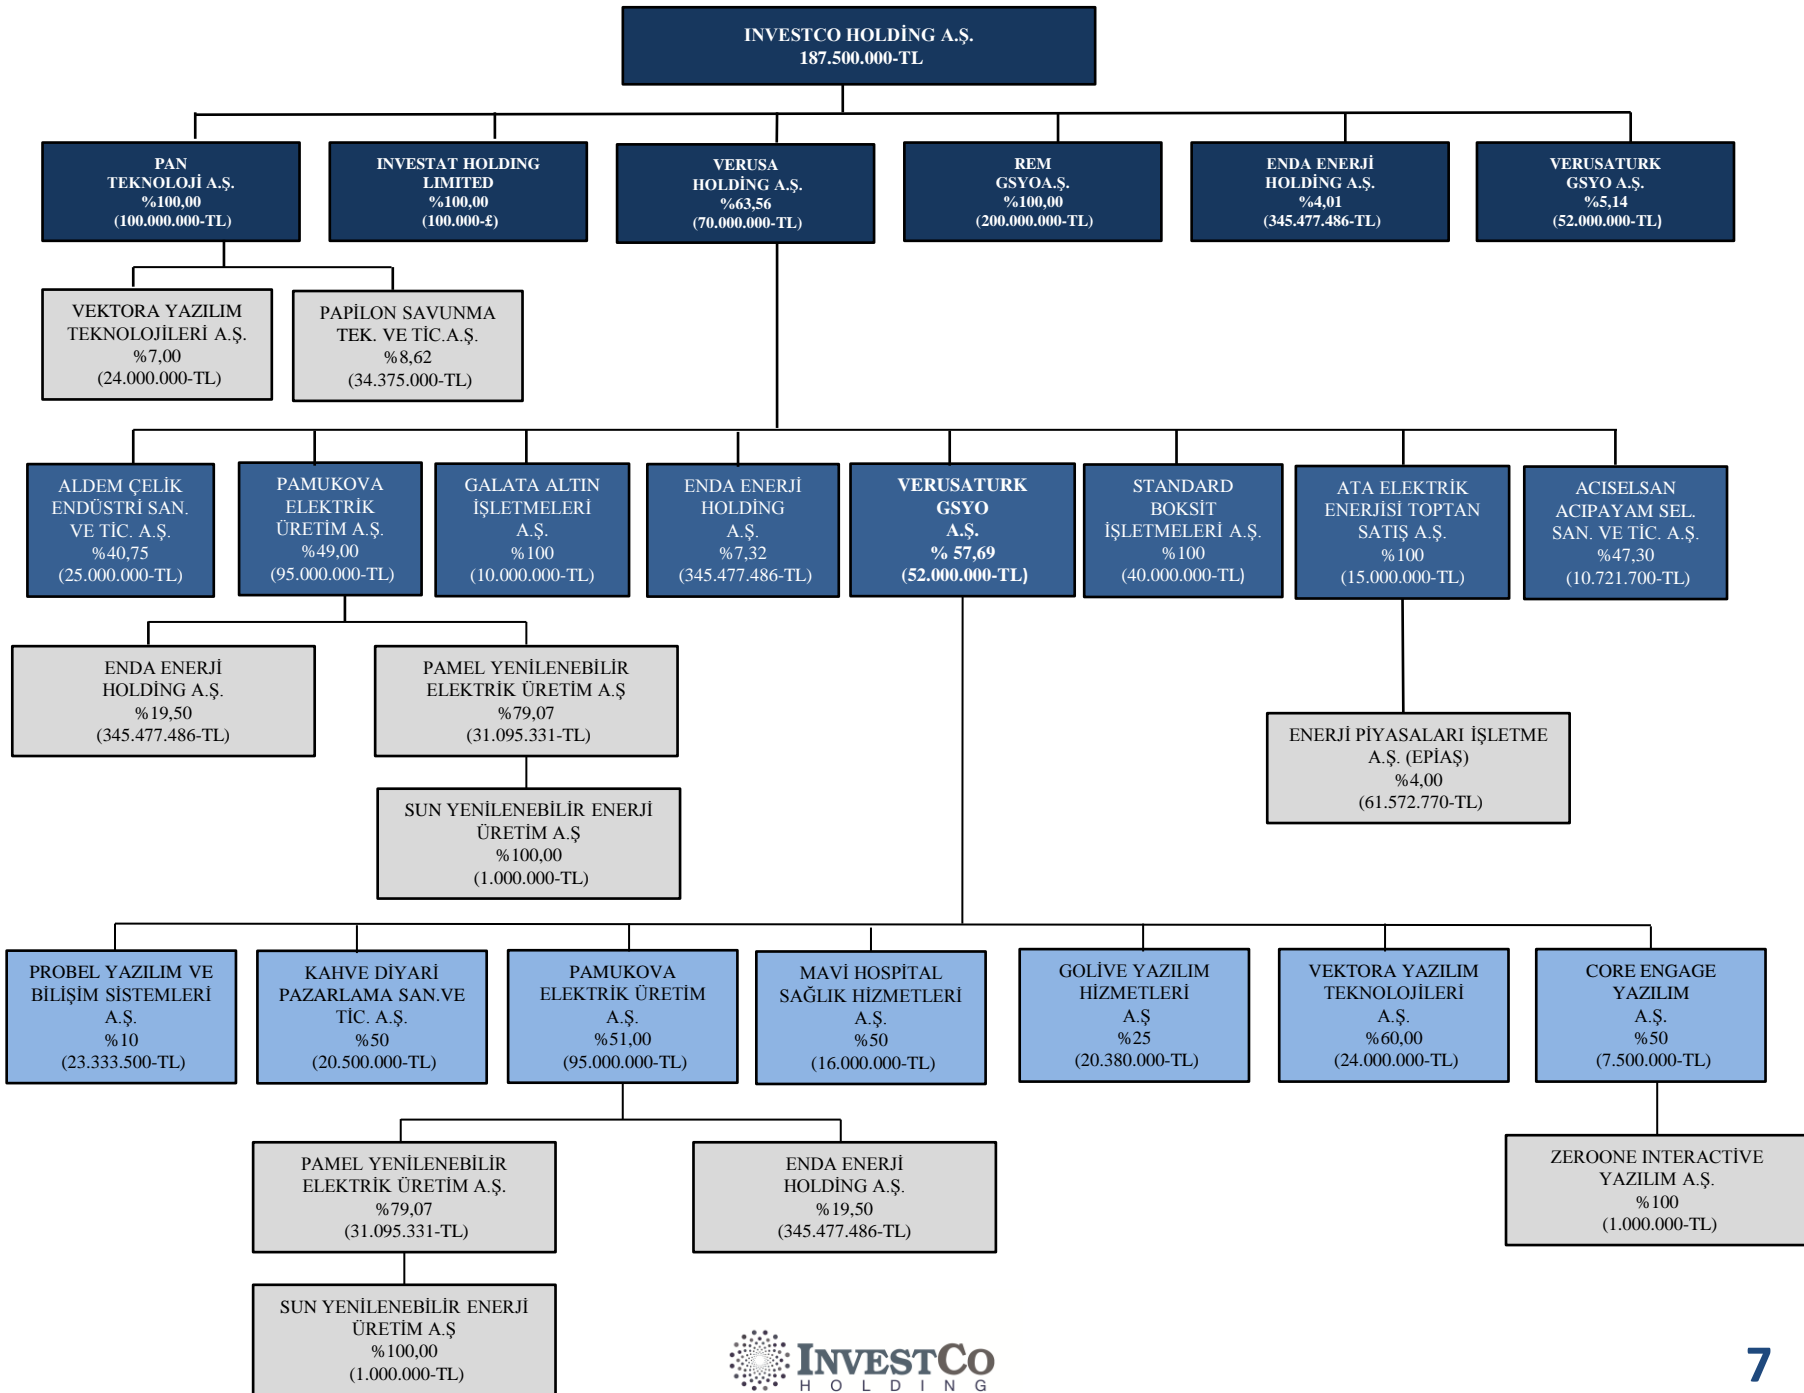 INVESTCO HOLDİNG A.Ş.
187.500.000-TL
PAN
TEKNOLOJİ A.Ş.
%100,00
(100.000.000-TL)
INVESTAT HOLDING
LIMITED
%100,00
(100.000-£)
VERUSA
HOLDİNG A.Ş.
%63,56
(70.000.000-TL)
REM
GSYOA.Ş.
%100,00
(200.000.000-TL)
ENDA ENERJİ
HOLDİNG A.Ş.
%4,01
(345.477.486-TL)
VERUSATURK
GSYO A.Ş.
%5,14
(52.000.000-TL)
VEKTORA YAZILIM
TEKNOLOJİLERİ A.Ş.
%7,00
(24.000.000-TL)
PAPİLON SAVUNMA
TEK. VE TİC.A.Ş.
%8,62
(34.375.000-TL)
ALDEM ÇELİK
ENDÜSTRİ SAN.
VE TİC. A.Ş.
%40,75
(25.000.000-TL)
PAMUKOVA
ELEKTRİK
ÜRETİM A.Ş.
%49,00
(95.000.000-TL)
GALATA ALTIN
İŞLETMELERİ
A.Ş.
%100
(10.000.000-TL)
ENDA ENERJİ
HOLDİNG
A.Ş.
%7,32
(345.477.486-TL)
VERUSATURK
GSYO
A.Ş.
% 57,69
(52.000.000-TL)
STANDARD
BOKSİT
İŞLETMELERİ A.Ş.
%100
(40.000.000-TL)
ATA ELEKTRİK
ENERJİSİ TOPTAN
SATIŞ A.Ş.
%100
(15.000.000-TL)
ACISELSAN
ACIPAYAM SEL.
SAN. VE TİC. A.Ş.
%47,30
(10.721.700-TL)
ENDA ENERJİ
HOLDİNG A.Ş.
%19,50
(345.477.486-TL)
PAMEL YENİLENEBİLİR
ELEKTRİK ÜRETİM A.Ş
%79,07
(31.095.331-TL)
ENERJİ PİYASALARI İŞLETME
A.Ş. (EPİAŞ)
%4,00
(61.572.770-TL)
SUN YENİLENEBİLİR ENERJİ
ÜRETİM A.Ş
%100,00
(1.000.000-TL)
PROBEL YAZILIM VE
BİLİŞİM SİSTEMLERİ
A.Ş.
%10
(23.333.500-TL)
KAHVE DİYARİ
PAZARLAMA SAN.VE
TİC. A.Ş.
%50
(20.500.000-TL)
PAMUKOVA
ELEKTRİK ÜRETİM
A.Ş.
%51,00
(95.000.000-TL)
MAVİ HOSPİTAL
SAĞLIK HİZMETLERİ
A.Ş.
%50
(16.000.000-TL)
GOLİVE YAZILIM
HİZMETLERİ
A.Ş
%25
(20.380.000-TL)
VEKTORA YAZILIM
TEKNOLOJİLERİ
A.Ş.
%60,00
(24.000.000-TL)
CORE ENGAGE
YAZILIM
A.Ş.
%50
(7.500.000-TL)
PAMEL YENİLENEBİLİR
ELEKTRİK ÜRETİM A.Ş.
%79,07
(31.095.331-TL)
ENDA ENERJİ
HOLDİNG A.Ş.
%19,50
(345.477.486-TL)
ZEROONE INTERACTİVE
YAZILIM A.Ş.
%100
(1.000.000-TL)
SUN YENİLENEBİLİR ENERJİ
ÜRETİM A.Ş
%100,00
(1.000.000-TL)
INVESTCO
HOLDING
7